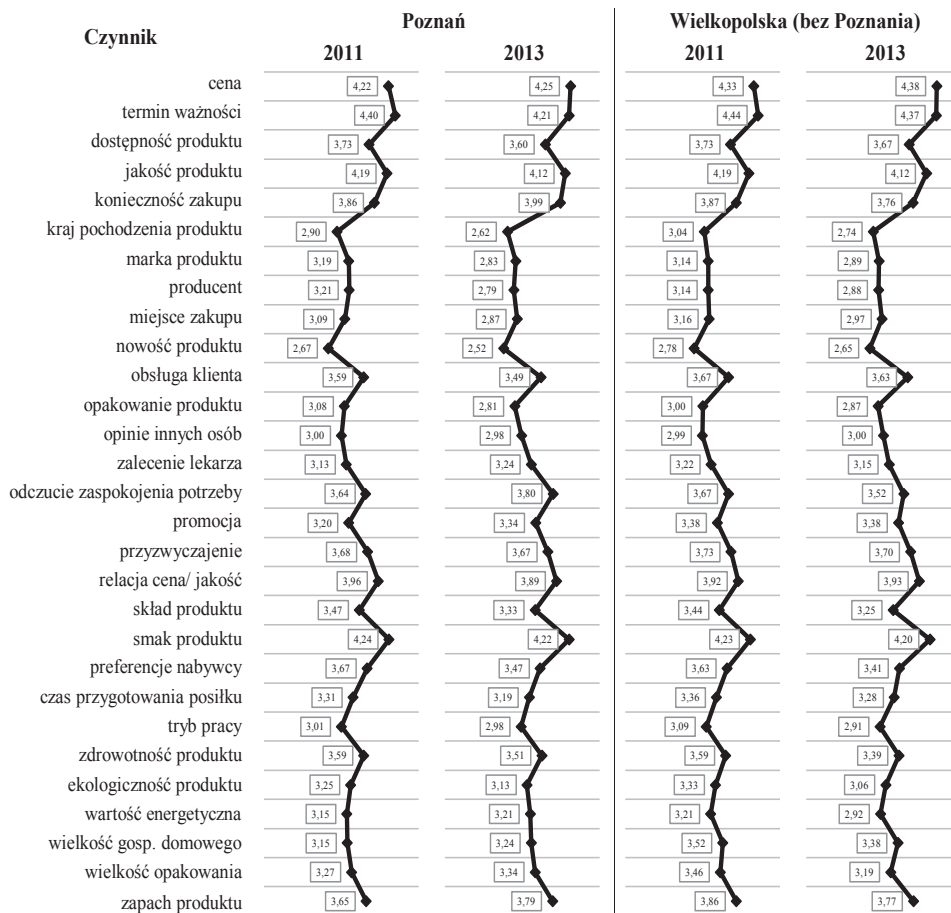 Czynnik
Poznań
Wielkopolska (bez Poznania)
2011
2013
2011
2013
cena 4,22 4,25 4,33 4,38
termin ważności 4,40 4,21 4,44 4,37
dostępność produktu 3,73 3,60 3,73 3,67
jakość produktu 4,19 4,12 4,19 4,12
konieczność zakupu 3,86 3,99 3,87 3,76
kraj pochodzenia produktu 2,90 2,62 3,04 2,74
marka produktu 3,19 2,83 3,14 2,89
producent 3,21 2,79 3,14 2,88
miejsce zakupu 3,09 2,87 3,16 2,97
nowość produktu 2,67 2,52 2,78 2,65
obsługa klienta 3,59 3,49 3,67 3,63
opakowanie produktu 3,08 2,81 3,00 2,87
opinie innych osób 3,00 2,98 2,99 3,00
zalecenie lekarza 3,13 3,24 3,22 3,15
odczucie zaspokojenia potrzeby 3,64 3,80 3,67 3,52
promocja 3,20 3,34 3,38 3,38
przyzwyczajenie 3,68 3,67 3,73 3,70
relacja cena/ jakość 3,96 3,89 3,92 3,93
skład produktu 3,47 3,33 3,44 3,25
smak produktu 4,24 4,22 4,23 4,20
preferencje nabywcy 3,67 3,47 3,63 3,41
czas przygotowania posiłku 3,31 3,19 3,36 3,28
tryb pracy 3,01 2,98 3,09 2,91
zdrowotność produktu 3,59 3,51 3,59 3,39
ekologiczność produktu 3,25 3,13 3,33 3,06
wartość energetyczna 3,15 3,21 3,21 2,92
wielkość gosp. domowego 3,15 3,24 3,52 3,38
wielkość opakowania 3,27 3,34 3,46 3,19
zapach produktu 3,65 3,79 3,86 3,77